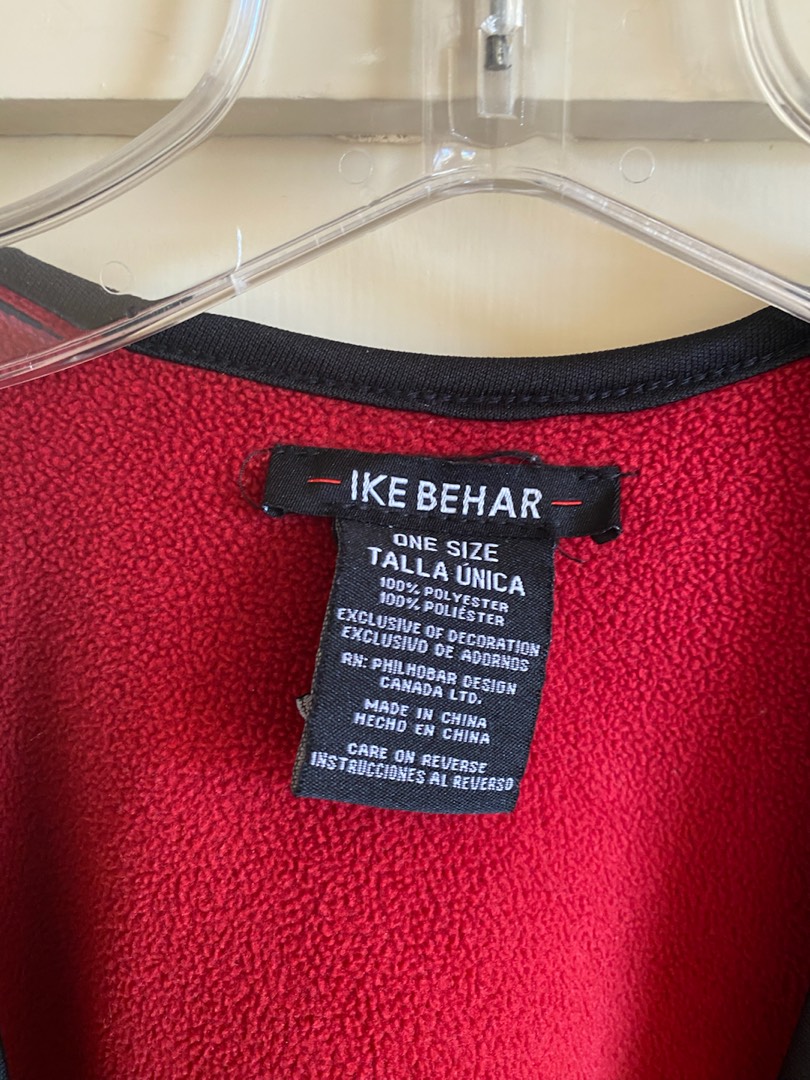 IKE BEHAR
ONE SIZE
TALLA ÚNICA
100% POLYESTER
100% POLIÉSTER
EXCLUSIVE OF DECORATION
EXCLUSIVO DE ADORNOS
RN: PHILHOBAR DESIGN
CANADA LTD.
MADE IN CHINA
HECHO EN CHINA
CARE ON REVERSE
INSTRUCCIONES AL REVERSO